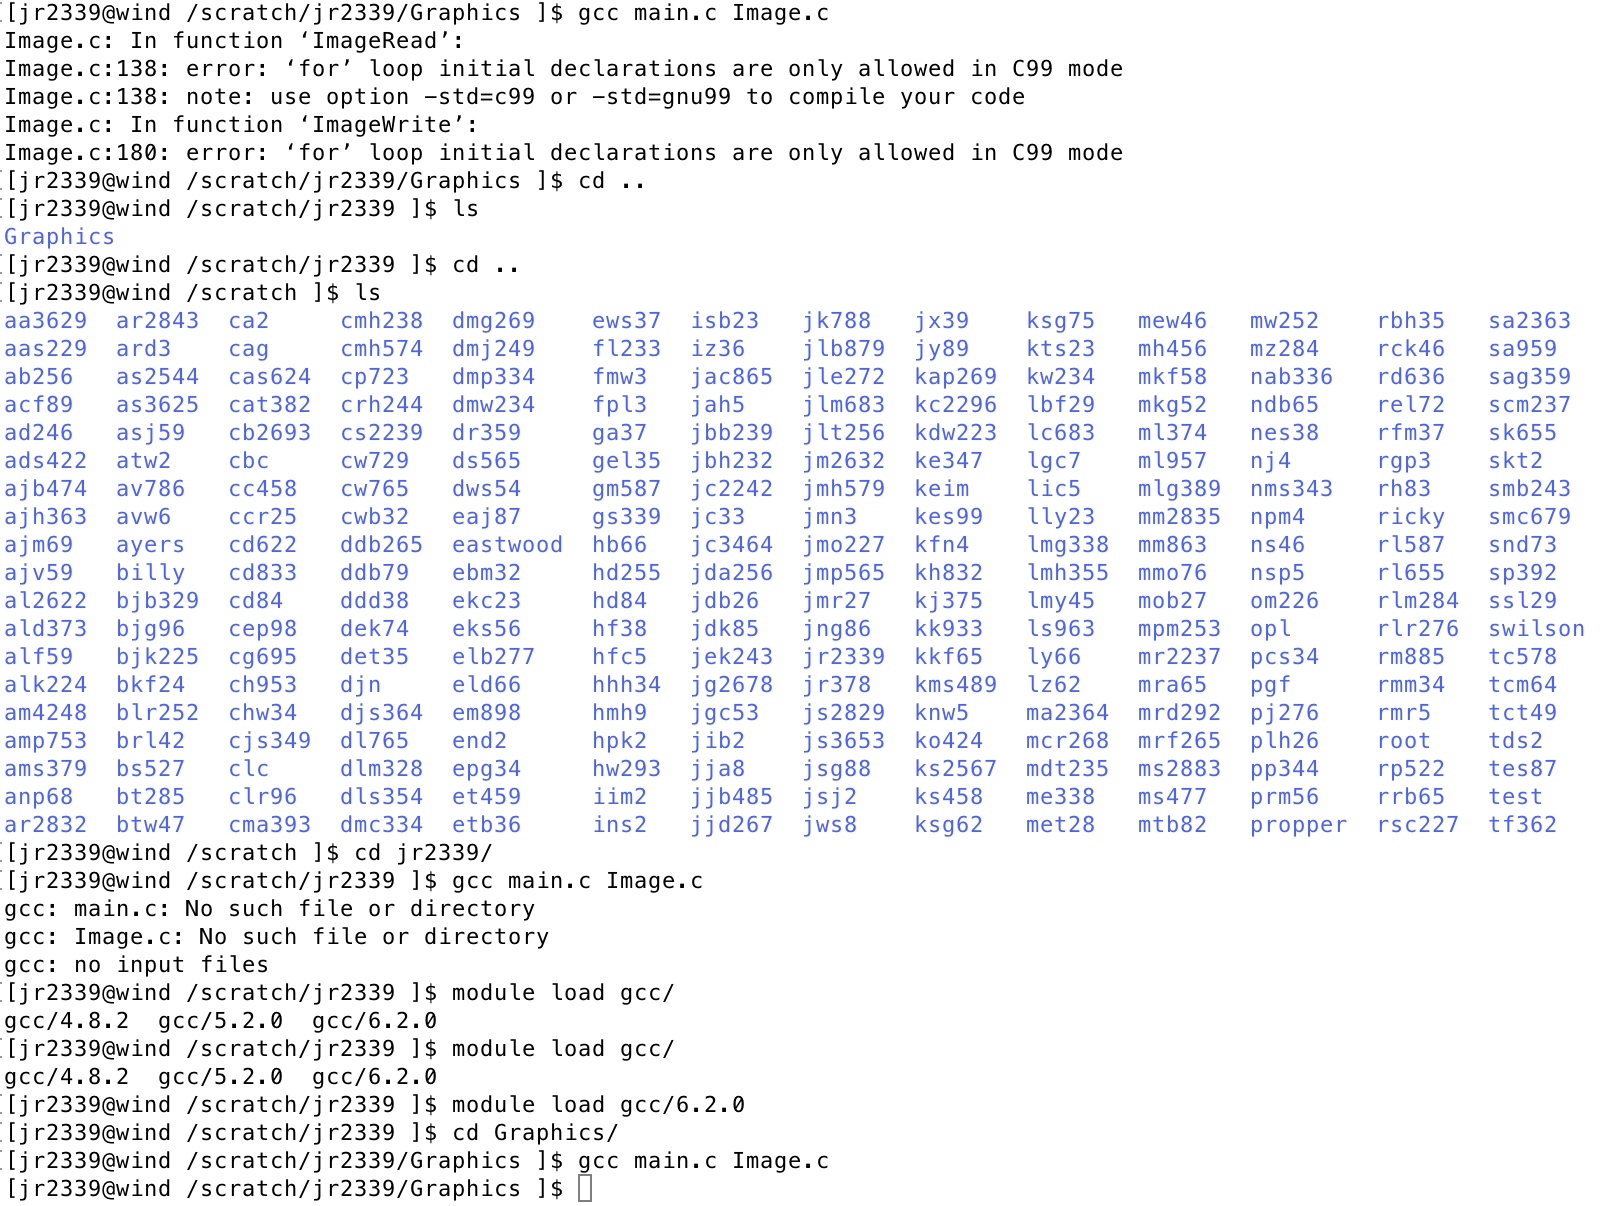 [jr2339@wind /scratch/jr2339/Graphics ]$ gcc main.c Image.c
Image.c: In function ‘ImageRead’:
Image.c:138: error: ‘for’ loop initial declarations are only allowed in C99 mode
Image.c:138: note: use option −std=c99 or −std=gnu99 to compile your code
Image.c: In function ‘ImageWrite’:
Image.c:180: error: ‘for’ loop initial declarations are only allowed in C99 mode
[jr2339@wind /scratch/jr2339/Graphics ]$ cd ..
[jr2339@wind /scratch/jr2339 ]$ ls
Graphics
[jr2339@wind /scratch/jr2339 ]$ cd ..
[jr2339@wind /scratch ]$ ls
aa3629  ar2843  ca2     cmh238  dmg269    ews37  isb23   jk788   jx39    ksg75   mew46   mw252    rbh35   sa2363
aas229  ard3    cag     cmh574  dmj249    fl233  iz36    jlb879  jy89    kts23   mh456   mz284    rck46   sa959
ab256   as2544  cas624  cp723   dmp334    fmw3   jac865  jle272  kap269  kw234   mkf58   nab336   rd636   sag359
acf89   as3625  cat382  crh244  dmw234    fpl3   jah5    jlm683  kc2296  lbf29   mkg52   ndb65    rel72   scm237
ad246   asj59   cb2693  cs2239  dr359     ga37   jbb239  jlt256  kdw223  lc683   ml374   nes38    rfm37   sk655
ads422  atw2    cbc     cw729   ds565     gel35  jbh232  jm2632  ke347   lgc7    ml957   nj4      rgp3    skt2
ajb474  av786   cc458   cw765   dws54     gm587  jc2242  jmh579  keim    lic5    mlg389  nms343   rh83    smb243
ajh363  avw6    ccr25   cwb32   eaj87     gs339  jc33    jmn3    kes99   lly23   mm2835  npm4     ricky   smc679
ajm69   ayers   cd622   ddb265  eastwood  hb66   jc3464  jmo227  kfn4    lmg338  mm863   ns46     rl587   snd73
ajv59   billy   cd833   ddb79   ebm32     hd255  jda256  jmp565  kh832   lmh355  mmo76   nsp5     rl655   sp392
al2622  bjb329  cd84    ddd38   ekc23     hd84   jdb26   jmr27   kj375   lmy45   mob27   om226    rlm284  ssl29
ald373  bjg96   cep98   dek74   eks56     hf38   jdk85   jng86   kk933   ls963   mpm253  opl      rlr276  swilson
alf59   bjk225  cg695   det35   elb277    hfc5   jek243  jr2339  kkf65   ly66    mr2237  pcs34    rm885   tc578
alk224  bkf24   ch953   djn     eld66     hhh34  jg2678  jr378   kms489  lz62    mra65   pgf      rmm34   tcm64
am4248  blr252  chw34   djs364  em898     hmh9   jgc53   js2829  knw5    ma2364  mrd292  pj276    rmr5    tct49
amp753  brl42   cjs349  dl765   end2      hpk2   jib2    js3653  ko424   mcr268  mrf265  plh26    root    tds2
ams379  bs527   clc     dlm328  epg34     hw293  jja8    jsg88   ks2567  mdt235  ms2883  pp344    rp522   tes87
anp68   bt285   clr96   dls354  et459     iim2   jjb485  jsj2    ks458   me338   ms477   prm56    rrb65   test
ar2832  btw47   cma393  dmc334  etb36     ins2   jjd267  jws8    ksg62   met28   mtb82   propper  rsc227  tf362
[jr2339@wind /scratch ]$ cd jr2339/
[jr2339@wind /scratch/jr2339 ]$ gcc main.c Image.c
gcc: main.c: No such file or directory
gcc: Image.c: No such file or directory
gcc: no input files
[jr2339@wind /scratch/jr2339 ]$ module load gcc/
gcc/4.8.2  gcc/5.2.0  gcc/6.2.0
[jr2339@wind /scratch/jr2339 ]$ module load gcc/
gcc/4.8.2  gcc/5.2.0  gcc/6.2.0
[jr2339@wind /scratch/jr2339 ]$ module load gcc/6.2.0
[jr2339@wind /scratch/jr2339 ]$ cd Graphics/
[jr2339@wind /scratch/jr2339/Graphics ]$ gcc main.c Image.c
[jr2339@wind /scratch/jr2339/Graphics ]$